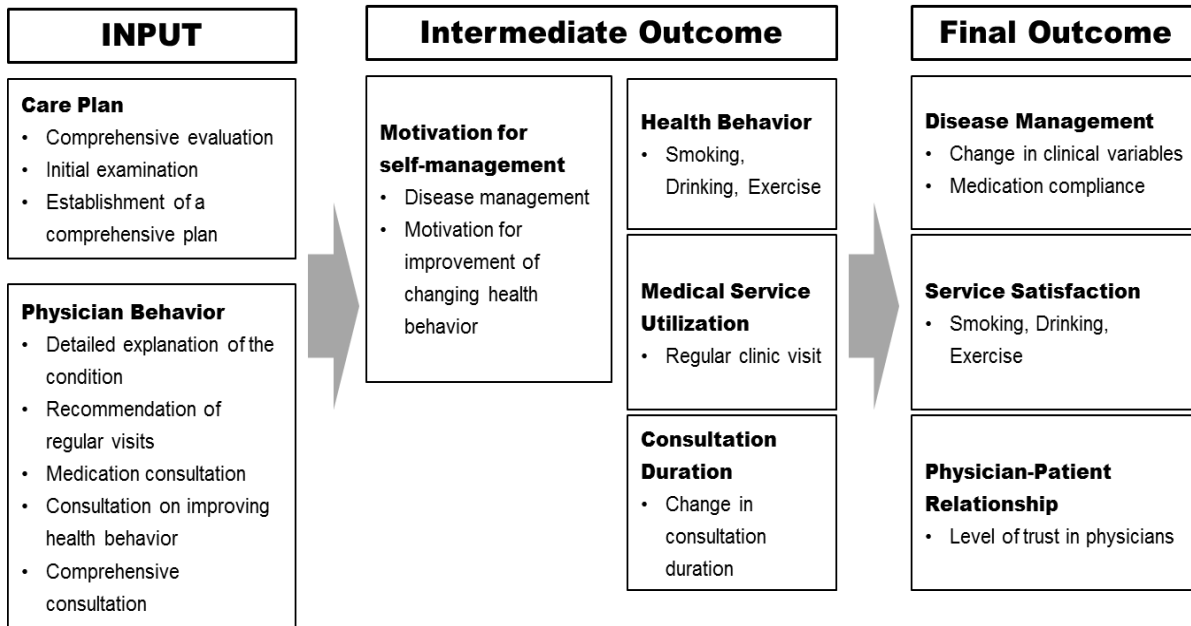 INPUT
Care Plan
• Comprehensive evaluation
• Initial examination
• Establishment of a
comprehensive plan
Physician Behavior
• Detailed explanation of the
condition
• Recommendation of
regular visits
• Medication consultation
• Consultation on improving
health behavior
• Comprehensive
consultation
Intermediate Outcome
Motivation for
self-management
• Disease management
• Motivation for
improvement of
changing health
behavior
Health Behavior
• Smoking,
Drinking, Exercise
Medical Service
Utilization
• Regular clinic visit
Consultation
Duration
• Change in
consultation
duration
Final Outcome
Disease Management
• Change in clinical variables
• Medication compliance
Service Satisfaction
• Smoking, Drinking,
Exercise
Physician-Patient
Relationship
• Level of trust in physicians